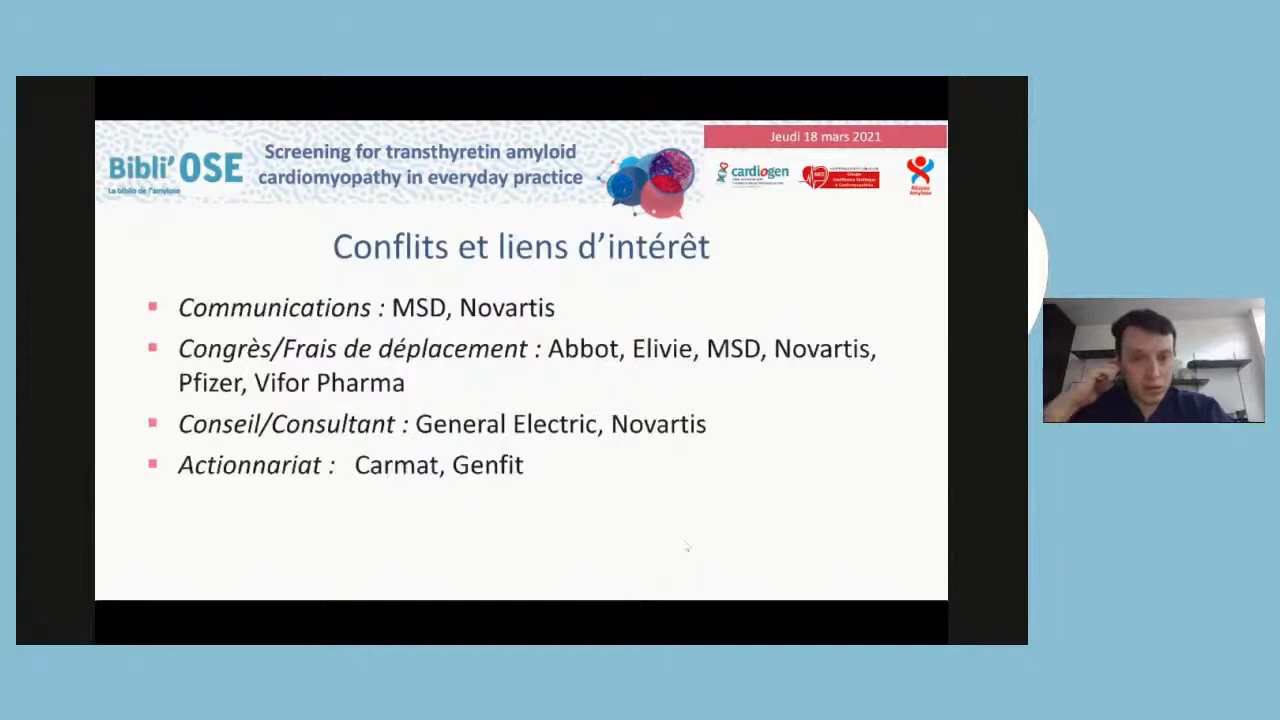 Jeudi 18 mars 2021
Bibli’OSE
La biblio de l'amylose
Screening for transthyretin amyloid
cardiomyopathy in everyday practice
cardiogen
Réseau
Amylose
Conflits et liens d’intérêt
Communications : MSD, Novartis
Congrès/Frais de déplacement : Abbot, Elivie, MSD, Novartis,
Pfizer, Vifor Pharma
Conseil/Consultant : General Electric, Novartis
Actionnariat : Carmat, Genfit